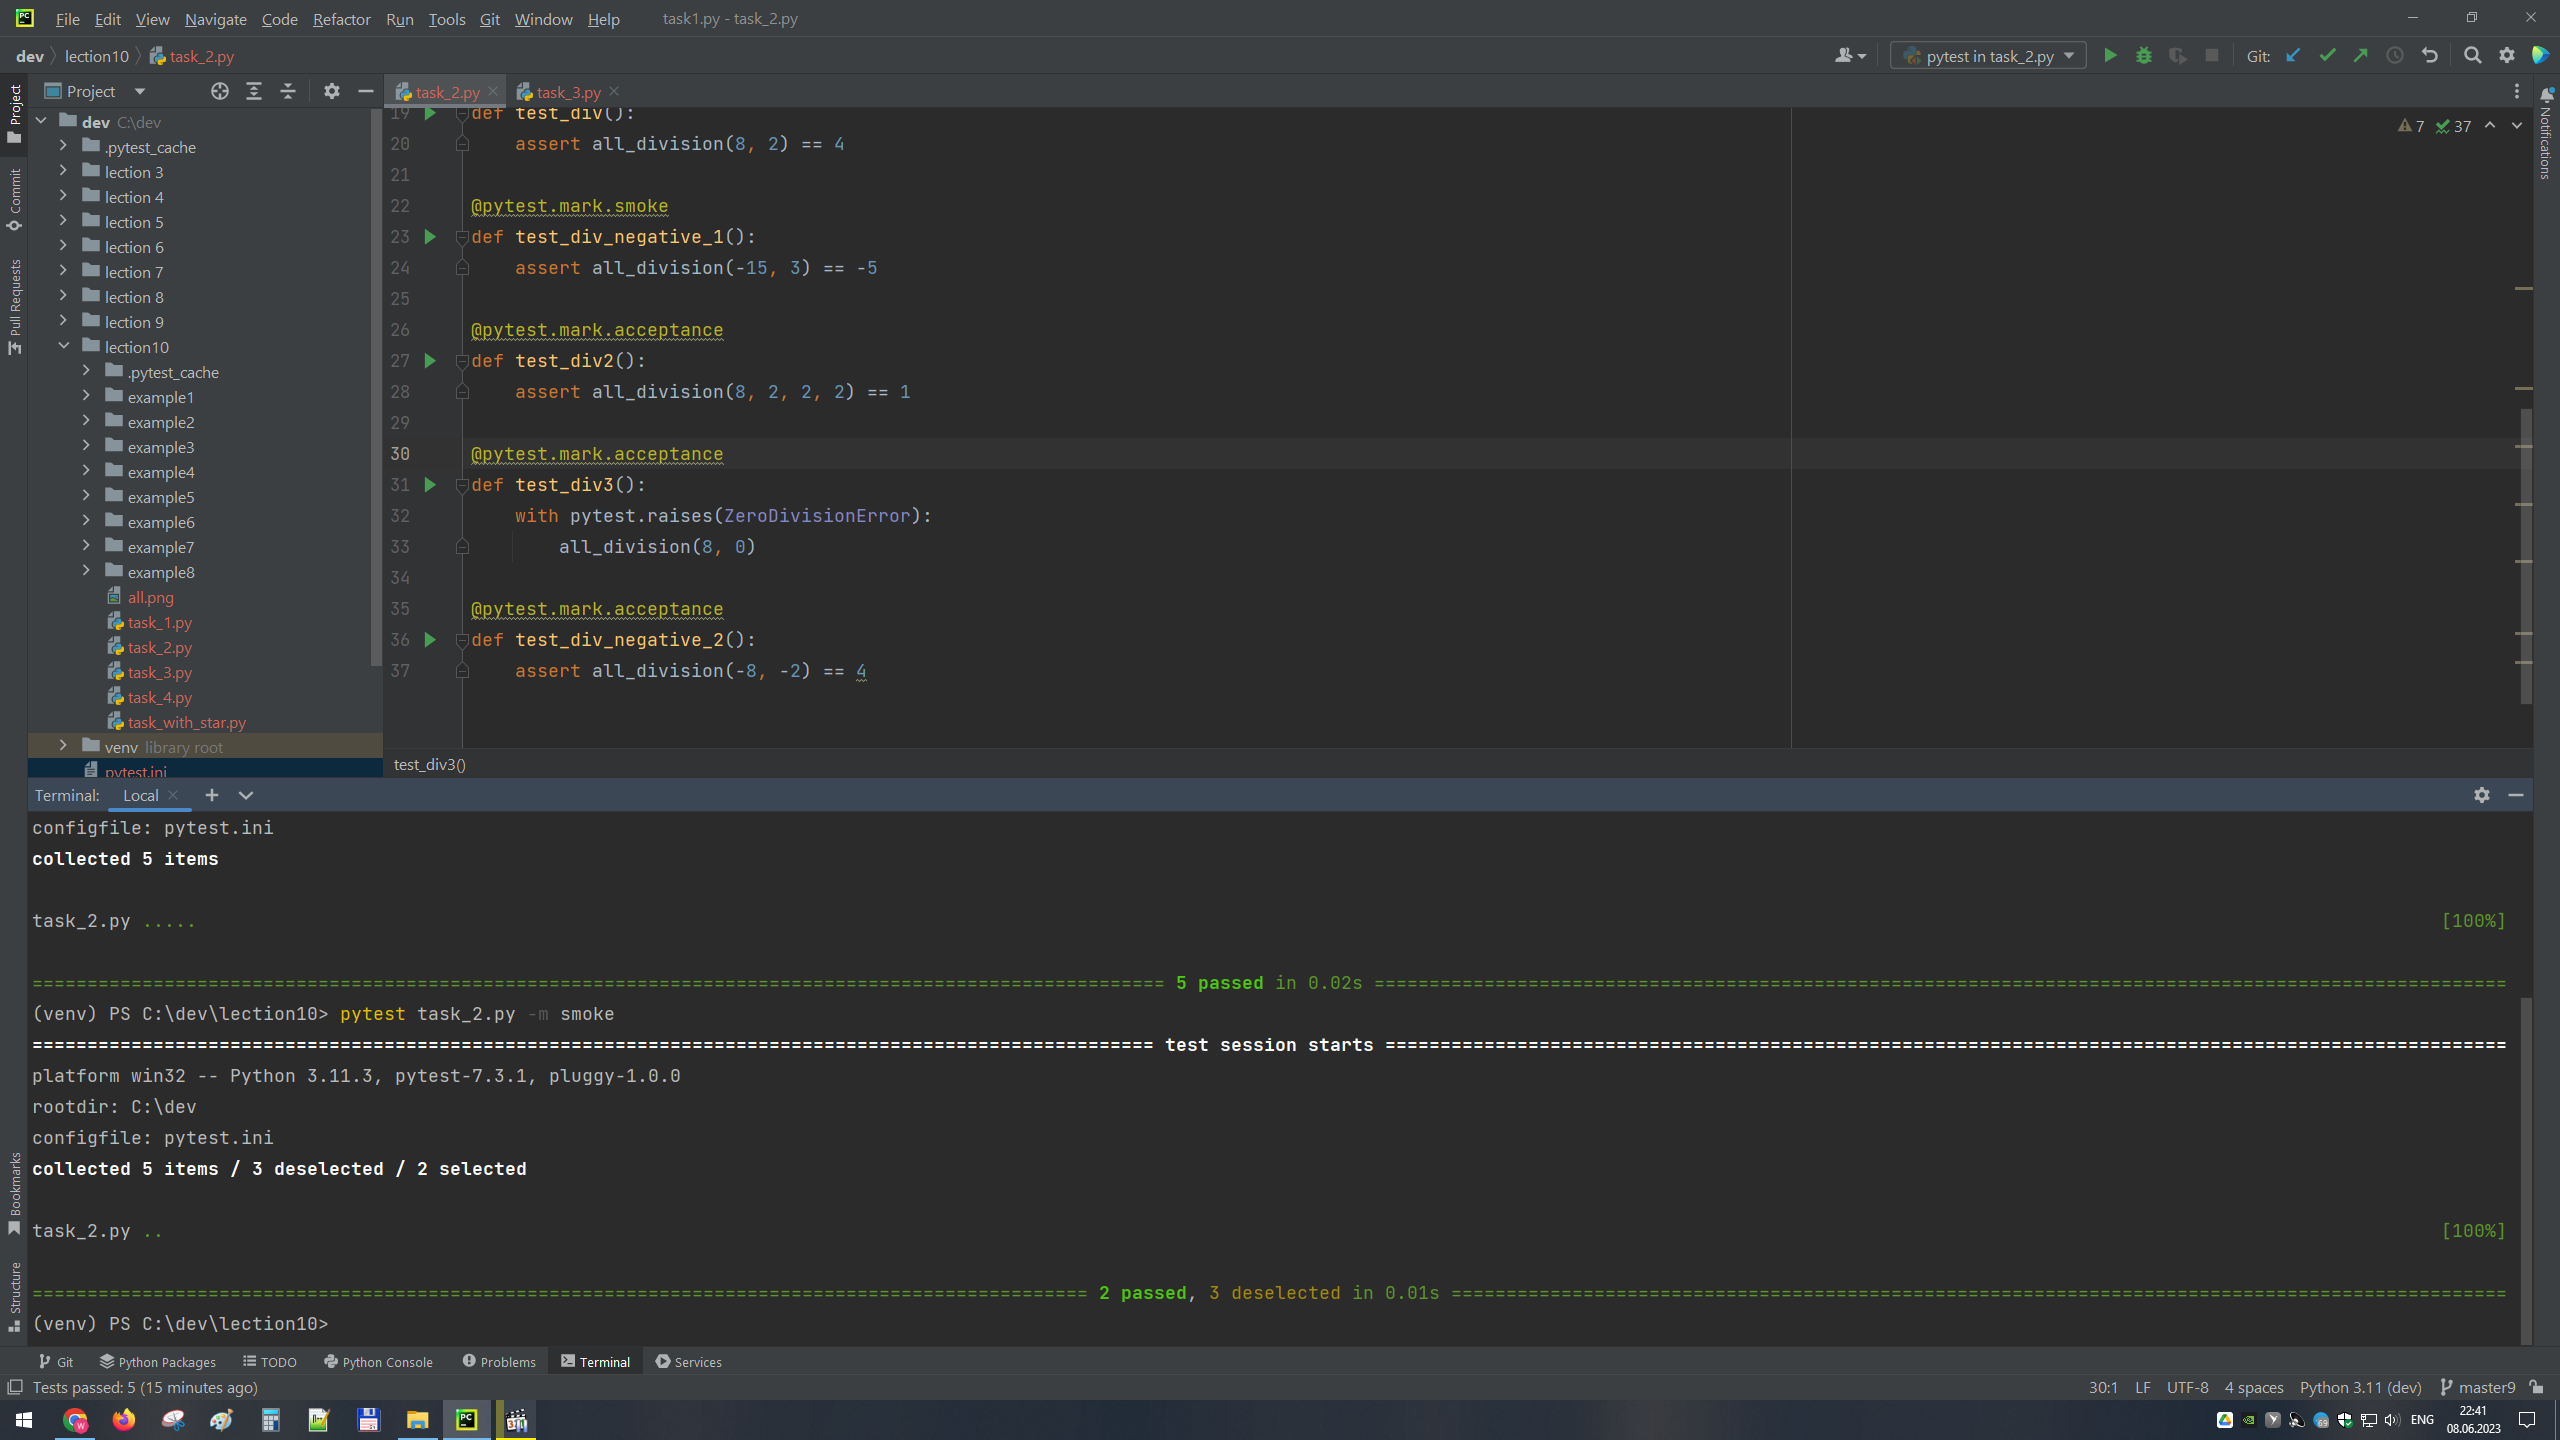 File Edit View Navigate Code Refactor Run Tools Git Window Help task1.py - task_2.py
dev lection10 task_2.py
pytest in task_2.py Git:
Project
task_2.py
task_3.py
Project
Commit
Pull Requests
Bookmarks
Structure
Notifications
dev C:\dev
.pytest_cache
lection 3
lection 4
lection 5
lection 6
lection 7
lection 8
lection 9
lection10
.pytest_cache
example1
example2
example3
example4
example5
example6
example7
example8
all.png
task_1.py
task_2.py
task_3.py
task_4.py
task_with_star.py
venv library root
pytest.ini
7 37
19 def test_div():
20 assert all_division(8, 2) == 4
21
22 @pytest.mark.smoke
23 def test_div_negative_1():
24 assert all_division(-15, 3) == -5
25
26 @pytest.mark.acceptance
27 def test_div2():
28 assert all_division(8, 2, 2, 2) == 1
29
30 @pytest.mark.acceptance
31 def test_div3():
32 with pytest.raises(ZeroDivisionError):
33 all_division(8, 0)
34
35 @pytest.mark.acceptance
36 def test_div_negative_2():
37 assert all_division(-8, -2) == 4
test_div3()
Terminal: Local
configfile: pytest.ini
collected 5 items
task_2.py ..... [100%]
5 passed in 0.02s
(venv) PS C:\dev\lection10> pytest task_2.py -m smoke
test session starts
platform win32 -- Python 3.11.3, pytest-7.3.1, pluggy-1.0.0
rootdir: C:\dev
configfile: pytest.ini
collected 5 items / 3 deselected / 2 selected
task_2.py .. [100%]
2 passed, 3 deselected in 0.01s
(venv) PS C:\dev\lection10>
Git Python Packages TODO Python Console Problems Terminal Services
Tests passed: 5 (15 minutes ago) 30:1 LF UTF-8 4 spaces Python 3.11 (dev) master9
ENG 22:41
08.06.2023